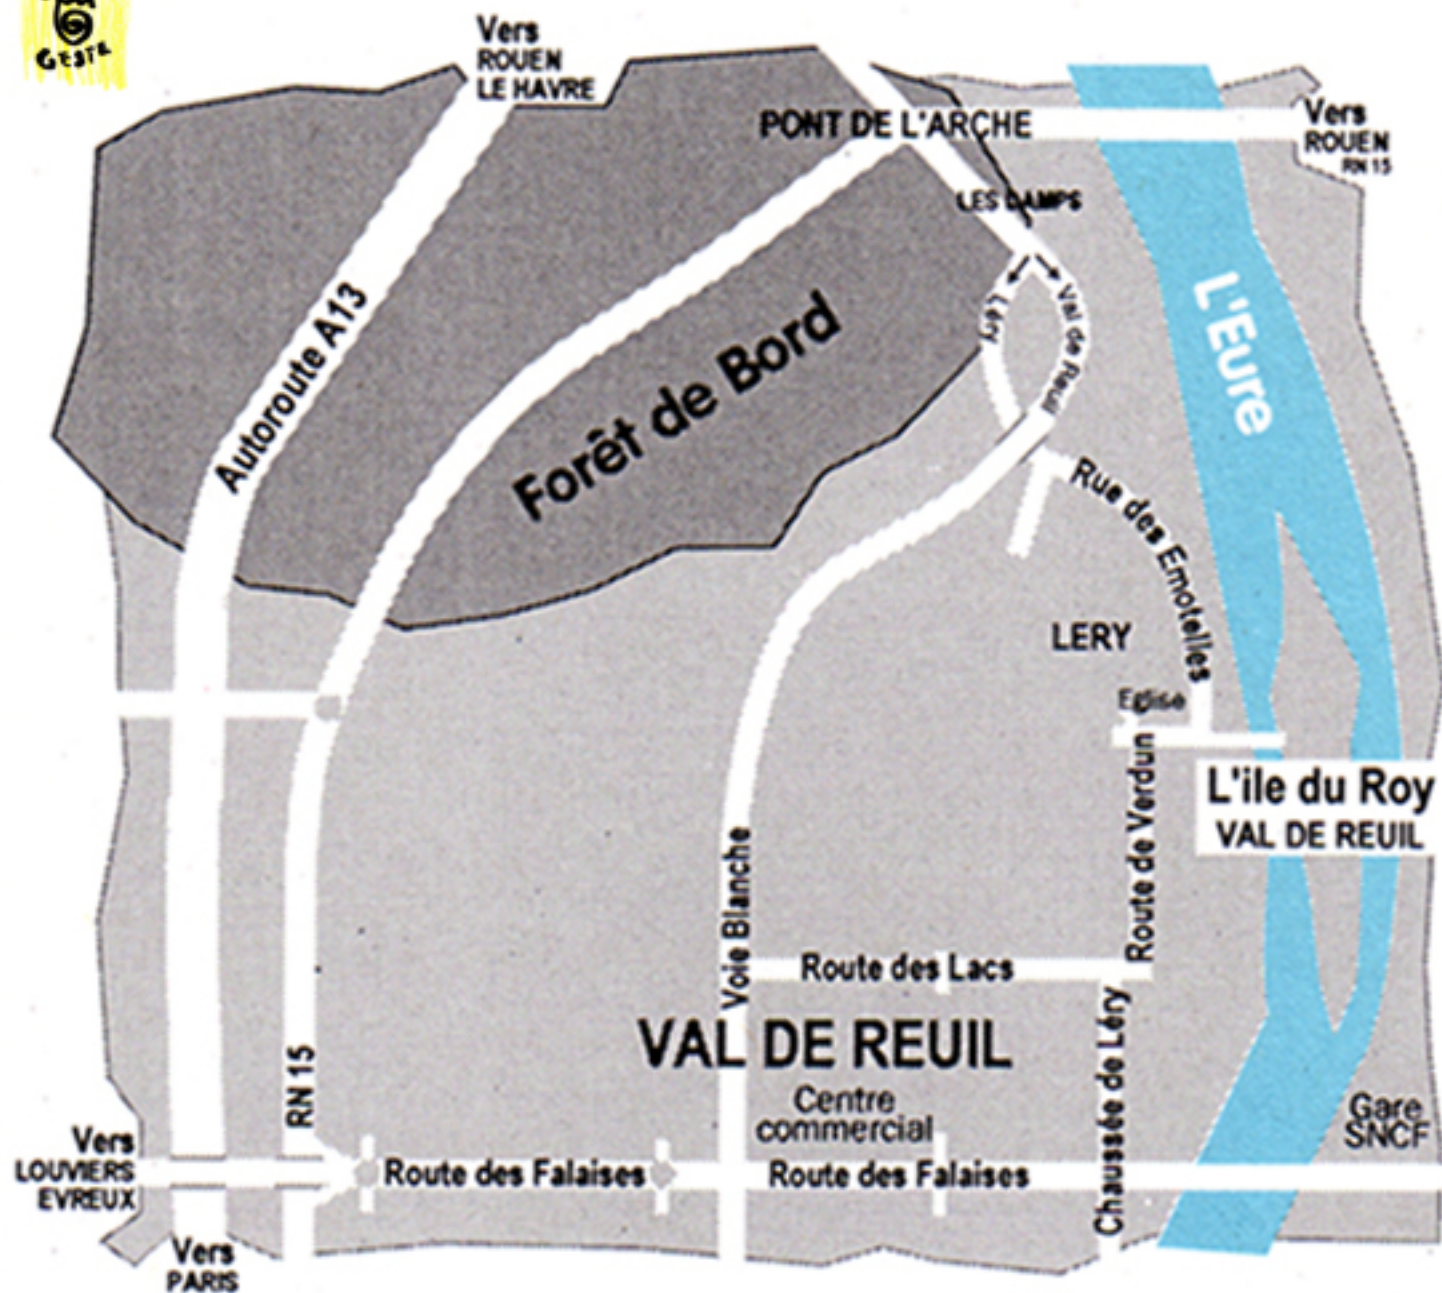 GESTE
Vers
ROUEN
LE HAVRE
PONT DE L'ARCHE
Vers
ROUEN
RN 15
LES DAMPS
Léry
Val de Reuil
L'Eure
Autoroute A13
Forêt de Bord
Rue des Emotelles
LERY
Eglise
Route de Verdun
L'ile du Roy
VAL DE REUIL
Voie Blanche
Route des Lacs
VAL DE REUIL
Chaussée de Léry
RN 15
Centre
commercial
Gare
SNCF
Vers
LOUVIERS
EVREUX
Route des Falaises
Route des Falaises
Vers
PARIS